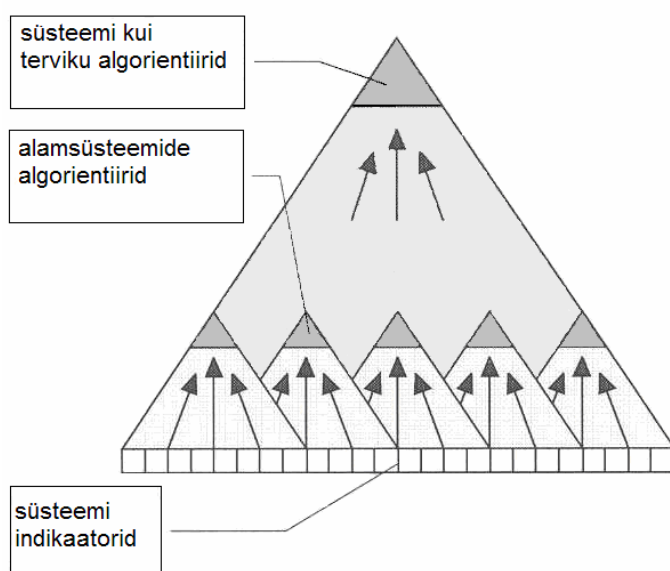 süsteemi kui
terviku algorientiirid
alamsüsteemide
algorientiirid
süsteemi
indikaatorid